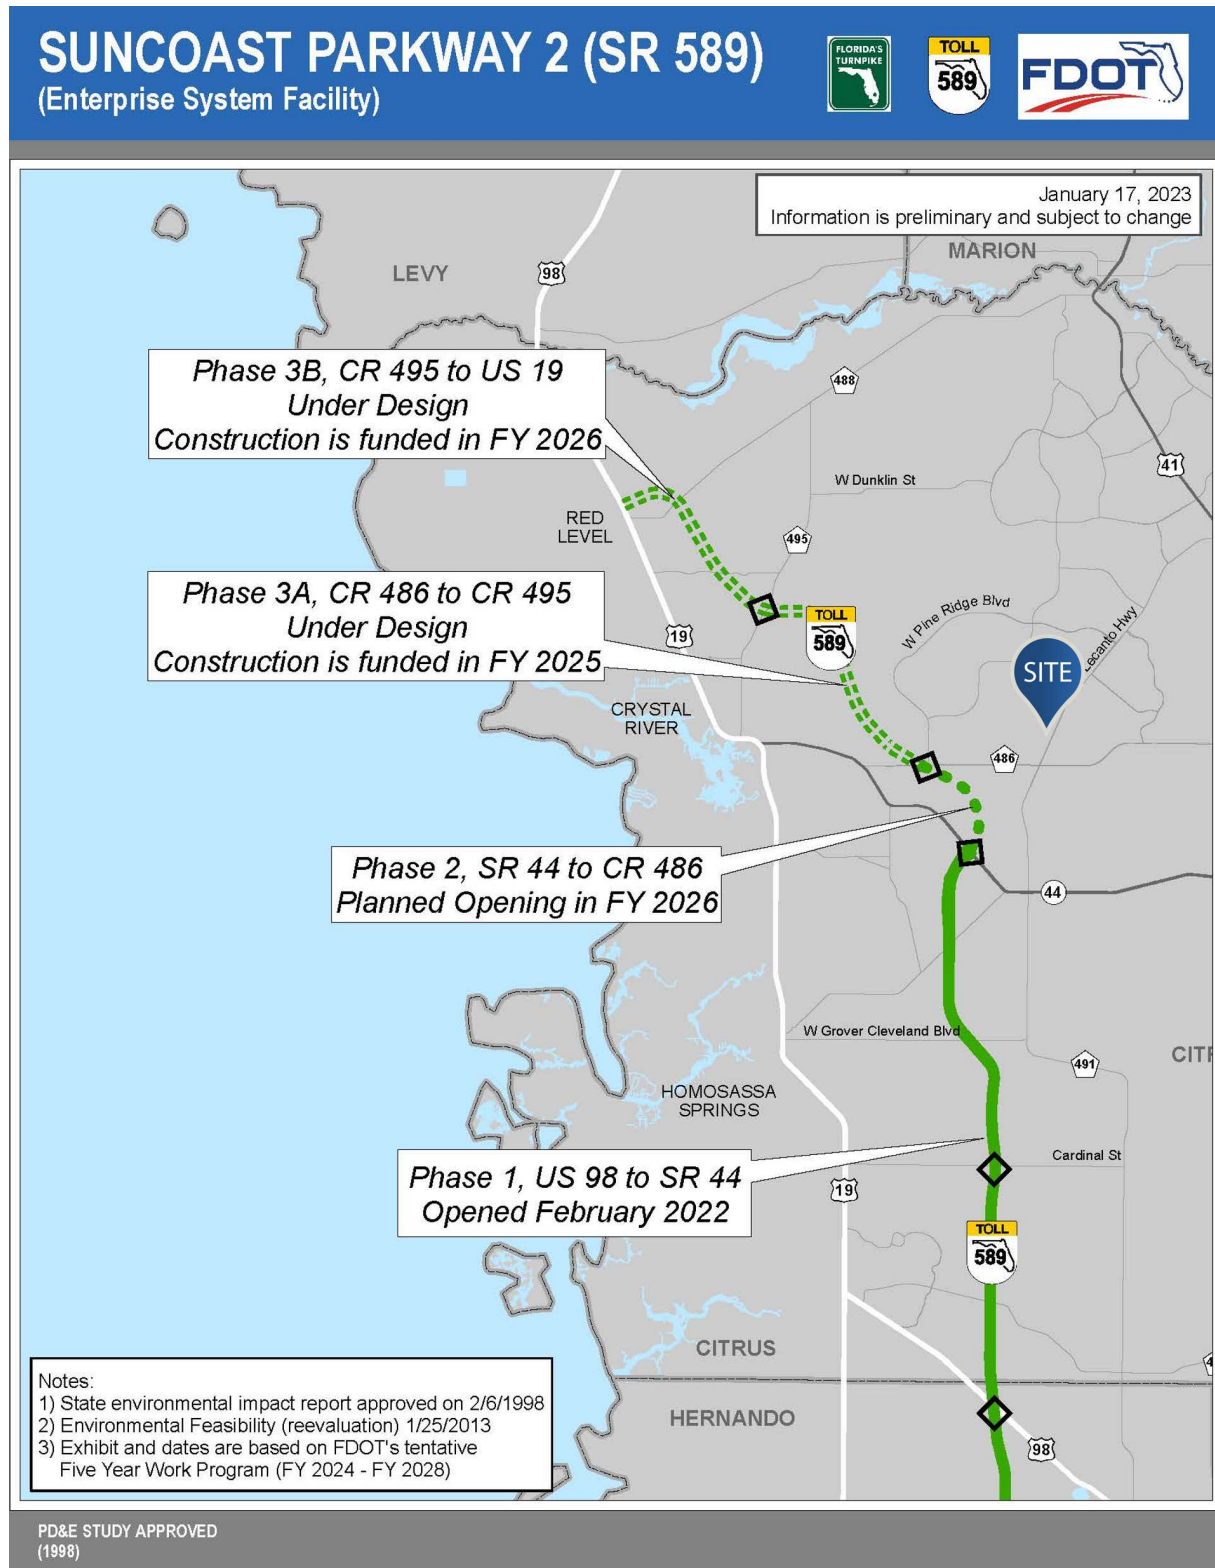 SUNCOAST PARKWAY 2 (SR 589)
(Enterprise System Facility)
FLORIDA'S
TURNPIKE
TOLL
589
FDOT
January 17, 2023
Information is preliminary and subject to change
MARION
LEVY
98
Phase 3B, CR 495 to US 19
Under Design
Construction is funded in FY 2026
488
41
W Dunklin St
RED
LEVEL
495
Phase 3A, CR 486 to CR 495
Under Design
Construction is funded in FY 2025
TOLL
589
W Pine Ridge Blvd
Lecanto Hwy
19
SITE
CRYSTAL
RIVER
486
Phase 2, SR 44 to CR 486
Planned Opening in FY 2026
44
W Grover Cleveland Blvd
CIT
491
HOMOSASSA
SPRINGS
Cardinal St
Phase 1, US 98 to SR 44
Opened February 2022
19
TOLL
589
CITRUS
4
HERNANDO
98
Notes:
1) State environmental impact report approved on 2/6/1998
2) Environmental Feasibility (reevaluation) 1/25/2013
3) Exhibit and dates are based on FDOT's tentative
Five Year Work Program (FY 2024 - FY 2028)
PD&E STUDY APPROVED
(1998)